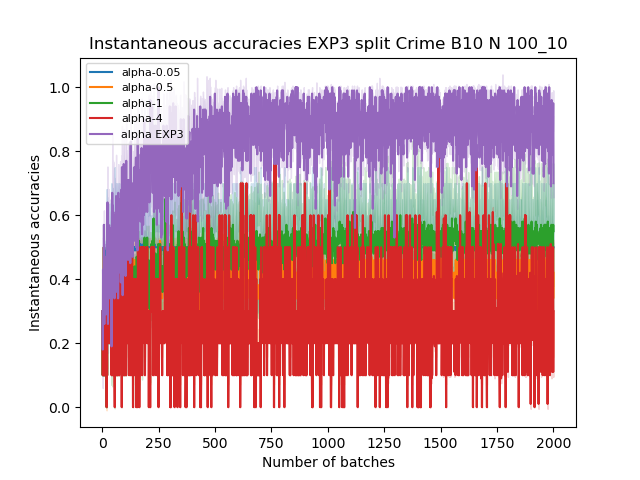 Instantaneous accuracies EXP3 split Crime B10 N 100_10
alpha-0.05
alpha-0.5
alpha-1
alpha-4
alpha EXP3
1.0
0.8
0.6
0.4
0.2
0.0
Instantaneous accuracies
0 250 500 750 1000 1250 1500 1750 2000
Number of batches